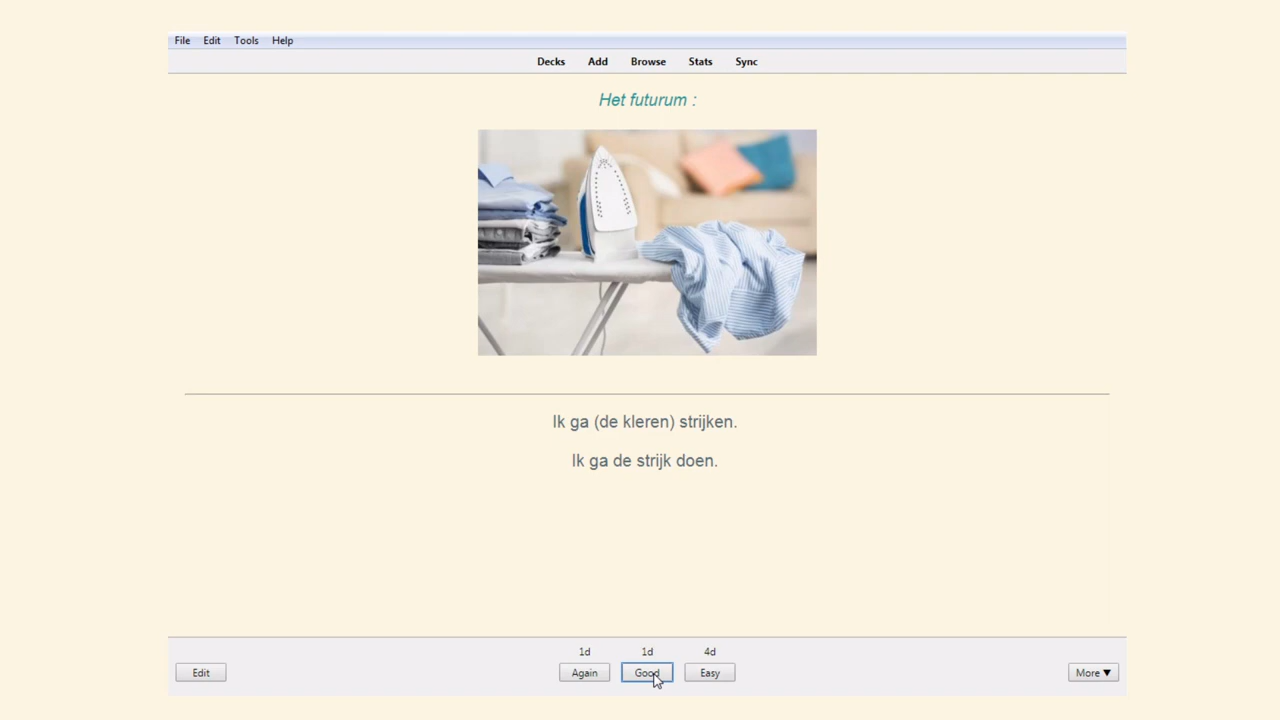 File Edit Tools Help
Decks Add Browse Stats Sync
Het futurum :
Ik ga (de kleren) strijken.
Ik ga de strijk doen.
1d 1d 4d
Edit Again Good Easy More ▼